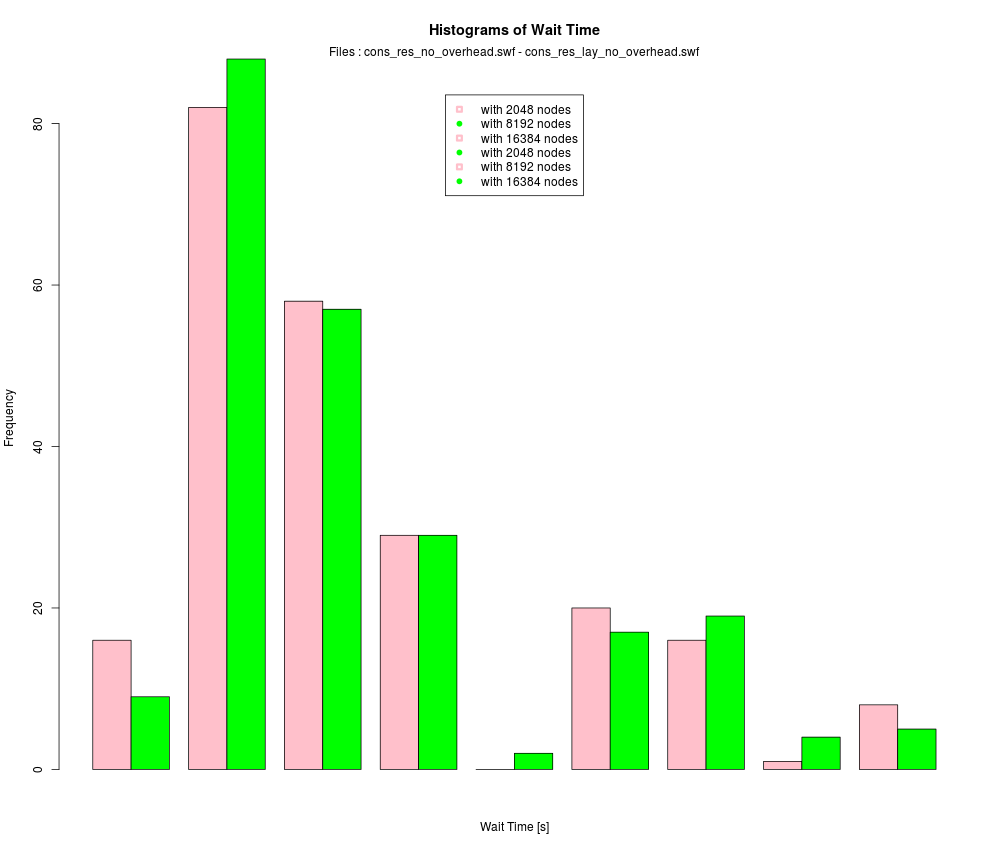 Histograms of Wait Time
Files : cons_res_no_overhead.swf - cons_res_lay_no_overhead.swf
with 2048 nodes
with 8192 nodes
with 16384 nodes
with 2048 nodes
with 8192 nodes
with 16384 nodes
Frequency
80
60
40
20
0
Wait Time [s]